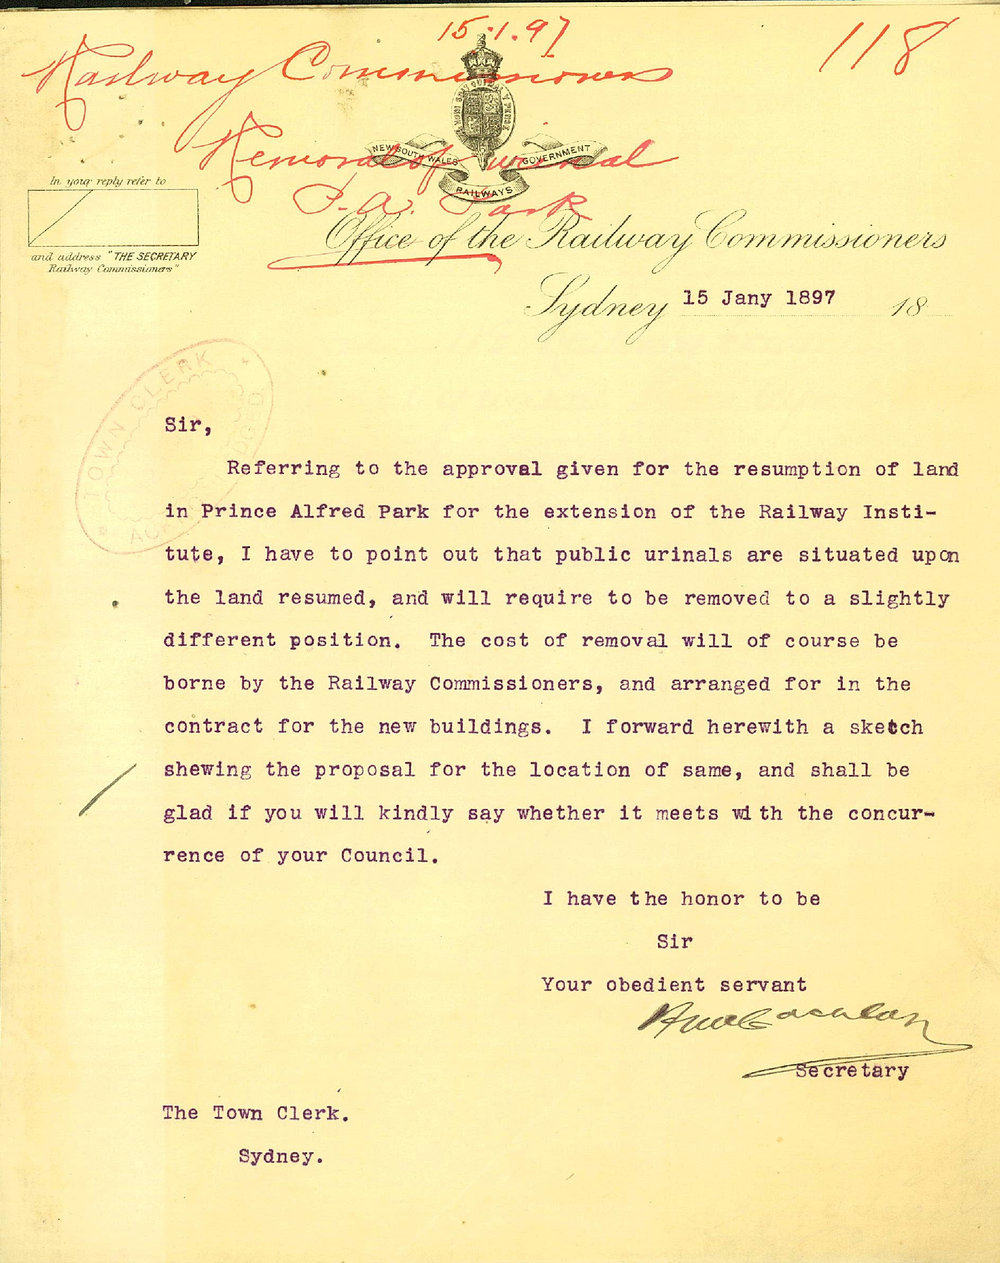 15.1.97
118
Railway Commissioners
Removal of urinal
P.A. Park
NEW SOUTH WALES GOVERNMENT
RAILWAYS
In your reply refer to
and address "THE SECRETARY
Railway Commissioners"
Office of the Railway Commissioners
Sydney 15 Jany 1897 18
TOWN CLERK
Sir,
Referring to the approval given for the resumption of land
in Prince Alfred Park for the extension of the Railway Insti-
tute, I have to point out that public urinals are situated upon
the land resumed, and will require to be removed to a slightly
different position. The cost of removal will of course be
borne by the Railway Commissioners, and arranged for in the
contract for the new buildings. I forward herewith a sketch
shewing the proposal for the location of same, and shall be
glad if you will kindly say whether it meets with the concur-
rence of your Council.
I have the honor to be
Sir
Your obedient servant
Secretary
The Town Clerk.
Sydney.